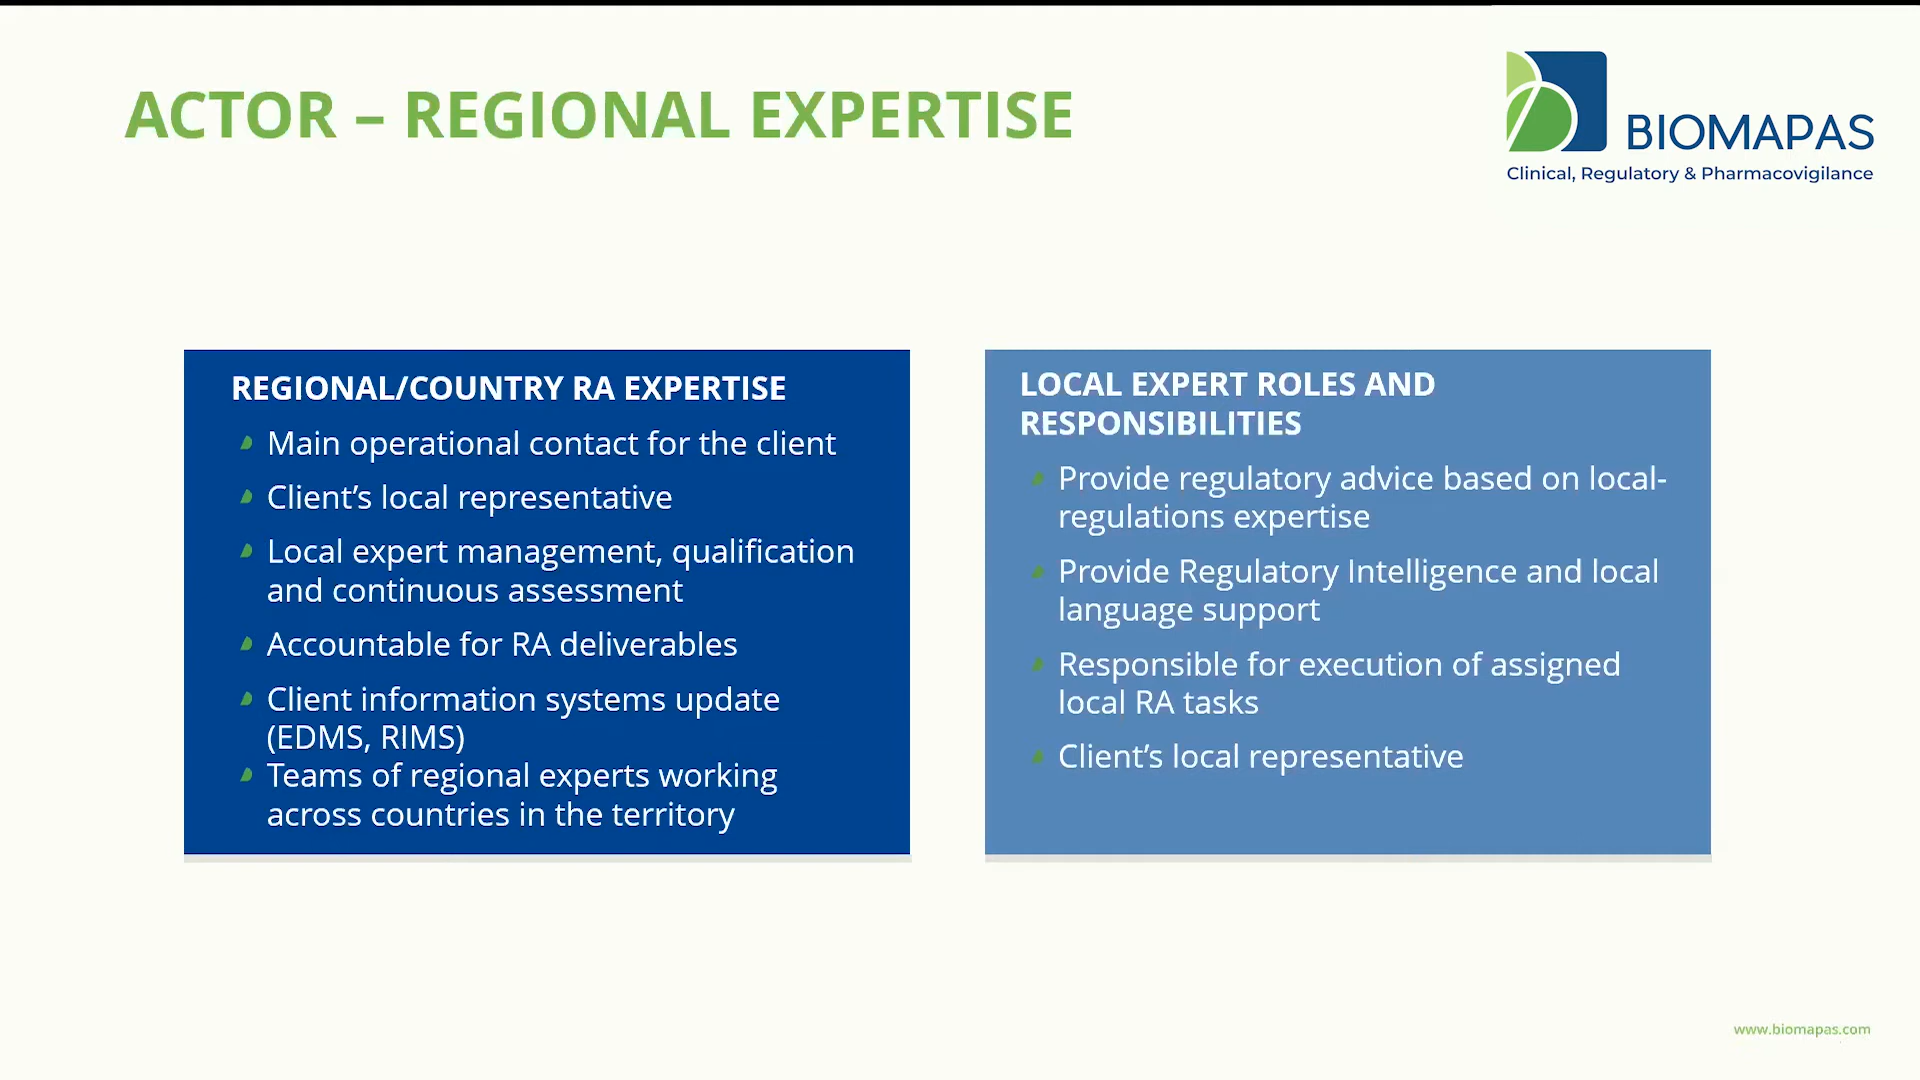 ACTOR – REGIONAL EXPERTISE
BIOMAPAS
Clinical, Regulatory & Pharmacovigilance
REGIONAL/COUNTRY RA EXPERTISE
Main operational contact for the client
Client’s local representative
Local expert management, qualification
and continuous assessment
Accountable for RA deliverables
Client information systems update
(EDMS, RIMS)
Teams of regional experts working
across countries in the territory
LOCAL EXPERT ROLES AND
RESPONSIBILITIES
Provide regulatory advice based on local-
regulations expertise
Provide Regulatory Intelligence and local
language support
Responsible for execution of assigned
local RA tasks
Client’s local representative
www.biomapas.com